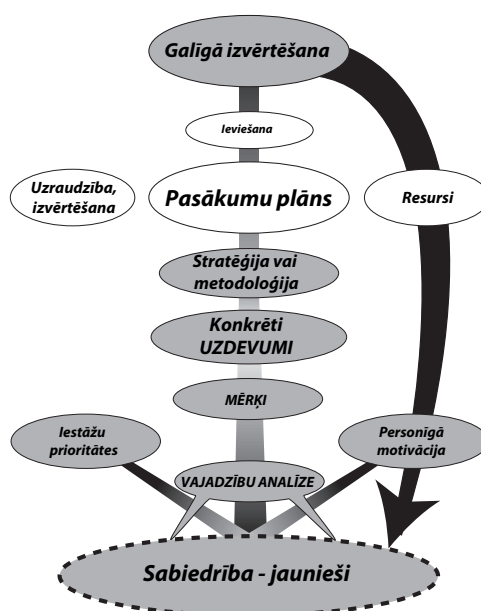 Galīgā izvērtēšana
Ieviešana
Uzraudzība,
izvērtēšana
Pasākumu plāns
Resursi
Stratēģija vai
metodoloģija
Konkrēti
UZDEVUMI
MĒRĶI
Iestāžu
prioritātes
Personīgā
motivācija
VAJADZĪBU ANALĪZE
Sabiedrība - jaunieši